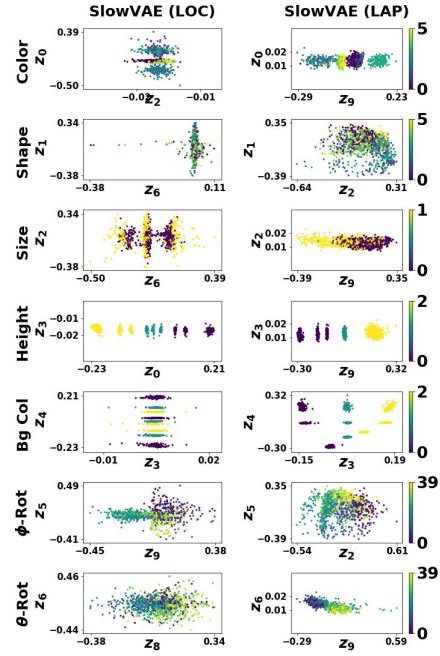 SlowVAE (LOC) SlowVAE (LAP)
Color
z0
0.39
-0.50
-0.01
z2
z0
0.02
0.01
-0.29
0.23
z9
5
0
Shape
z1
0.34
-0.38
-0.38
0.11
z6
z1
0.35
-0.39
-0.64
0.31
z2
5
0
Size
z2
0.34
-0.38
-0.50
0.39
z6
z2
0.02
0.01
-0.39
0.35
z9
1
0
Height
z3
-0.01
-0.02
-0.23
0.21
z0
z3
0.02
0.01
-0.30
0.32
z9
2
0
Bg Col
z4
0.21
-0.23
-0.01
0.02
z3
z4
0.32
-0.30
-0.15
0.19
z3
2
0
ϕ-Rot
z5
0.49
-0.41
-0.45
0.38
z9
z5
0.35
-0.39
-0.54
0.61
z2
39
0
θ-Rot
z6
0.46
-0.44
-0.38
0.34
z8
z6
0.02
0.01
-0.29
0.59
z9
39
0